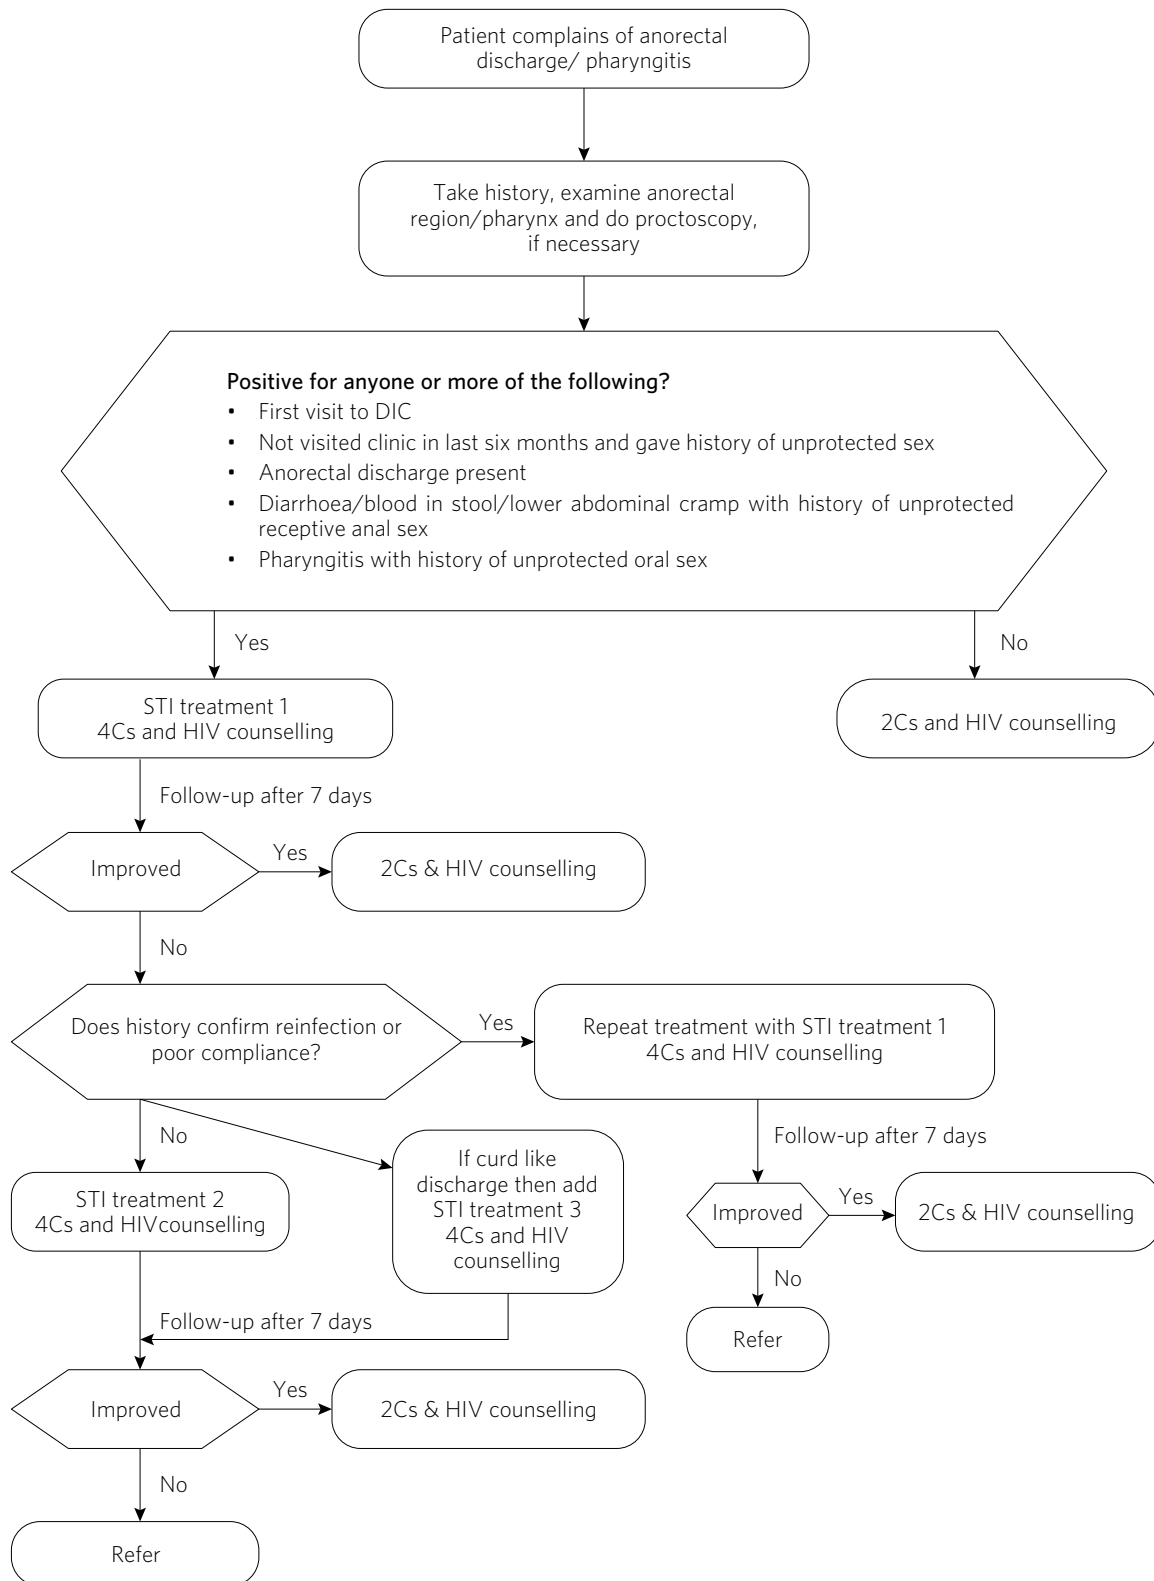 Patient complains of anorectal
discharge/ pharyngitis
Take history, examine anorectal
region/pharynx and do proctoscopy,
if necessary
Positive for anyone or more of the following?
• First visit to DIC
• Not visited clinic in last six months and gave history of unprotected sex
• Anorectal discharge present
• Diarrhoea/blood in stool/lower abdominal cramp with history of unprotected
receptive anal sex
• Pharyngitis with history of unprotected oral sex
Yes
No
STI treatment 1
4Cs and HIV counselling
2Cs and HIV counselling
Follow-up after 7 days
Improved
Yes
2Cs & HIV counselling
No
Does history confirm reinfection or
poor compliance?
Yes
Repeat treatment with STI treatment 1
4Cs and HIV counselling
No
STI treatment 2
4Cs and HIVcounselling
If curd like
discharge then add
STI treatment 3
4Cs and HIV
counselling
Follow-up after 7 days
Improved
Yes
2Cs & HIV counselling
No
Refer
Follow-up after 7 days
Improved
Yes
2Cs & HIV counselling
No
Refer